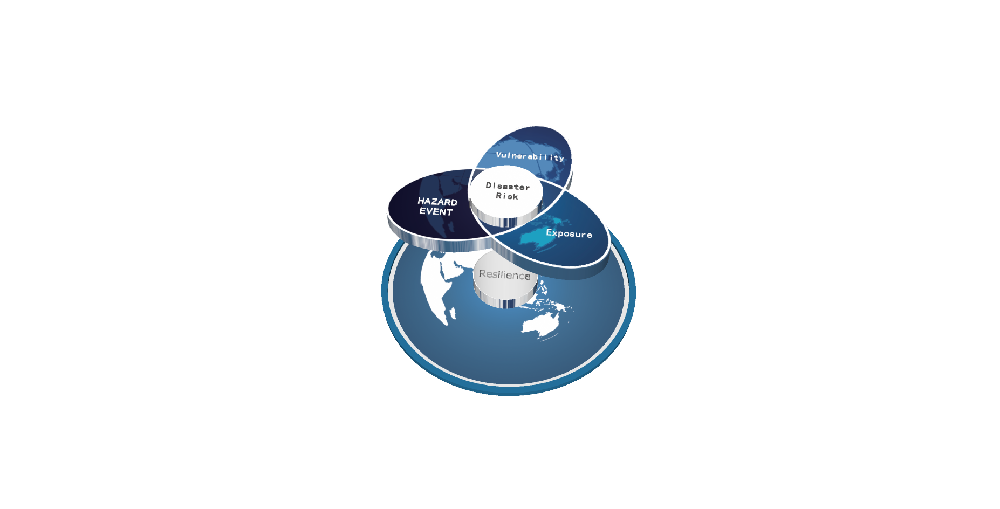 Vulnerability
Disaster
Risk
HAZARD
EVENT
Exposure
Resilience